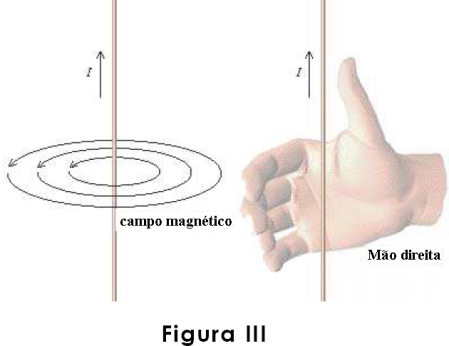 I
I
campo magnético
Mão direita
Figura III